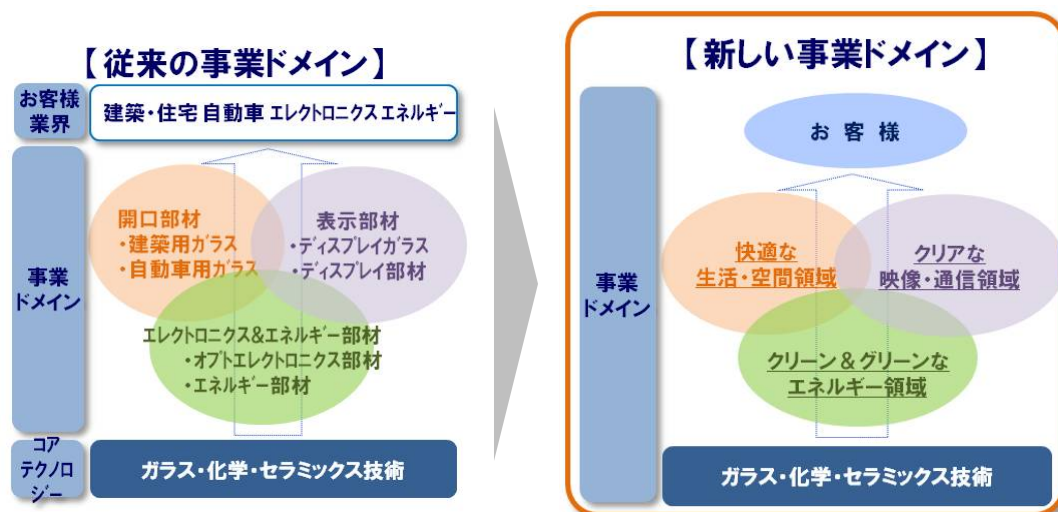 【従来の事業ドメイン】
お客様
業界
建築・住宅 自動車 エレクトロニクス エネルギー
事業
ドメイン
開口部材
・建築用ガラス
・自動車用ガラス
表示部材
・ディスプレイガラス
・ディスプレイ部材
エレクトロニクス&エネルギー部材
・オプトエレクトロニクス部材
・エネルギー部材
コア
テクノロ
ジー
ガラス・化学・セラミックス技術
【新しい事業ドメイン】
お客様
事業
ドメイン
快適な
生活・空間領域
クリアな
映像・通信領域
クリーン&グリーンな
エネルギー領域
ガラス・化学・セラミックス技術